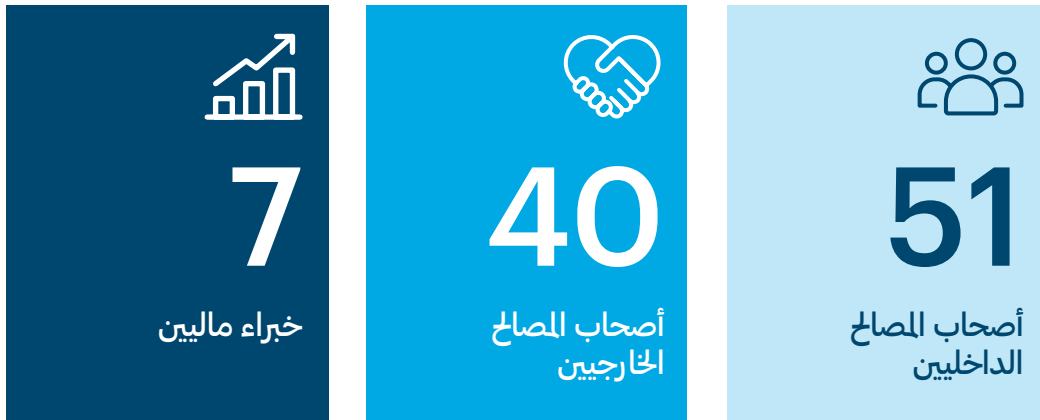 51
أصحاب المصالح
الداخليين
40
أصحاب المصالح
الخارجيين
7
خبراء ماليين